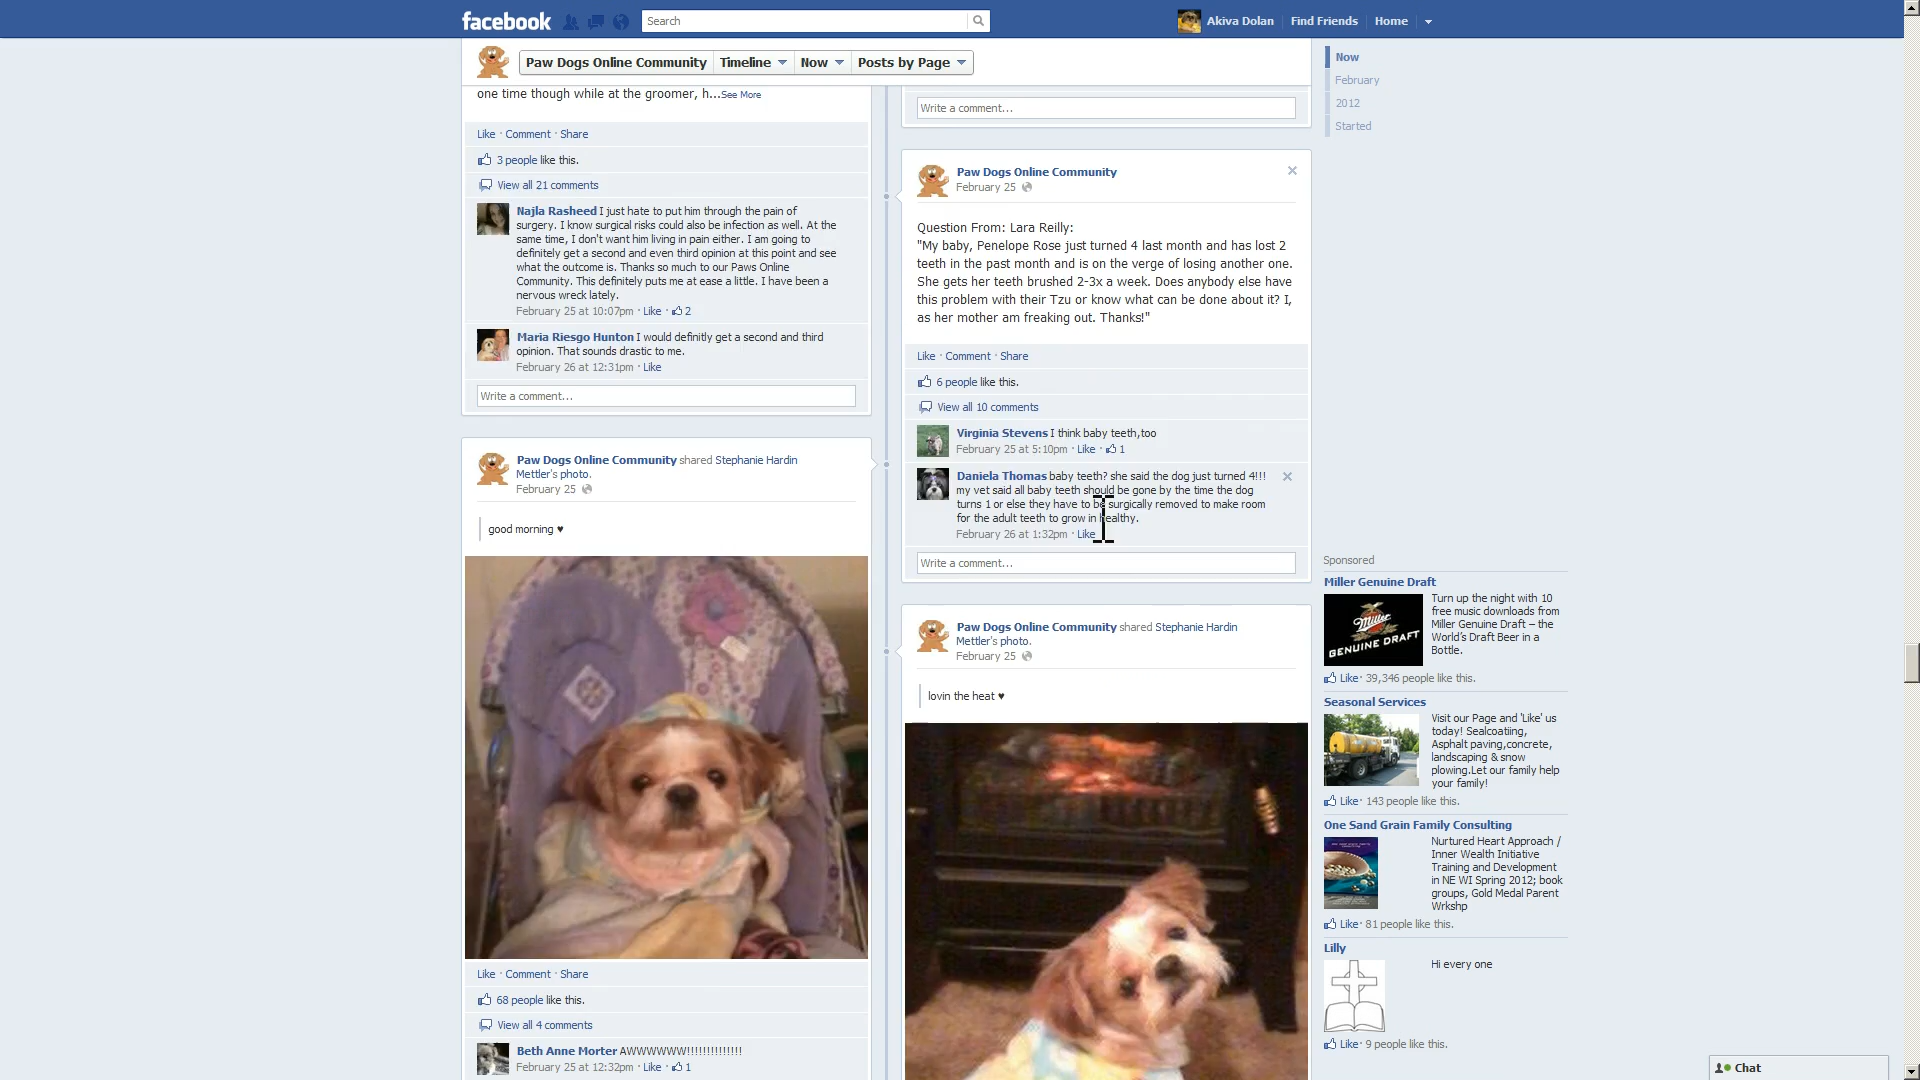 facebook
Search
Akiva Dolan
Find Friends
Home
Paw Dogs Online Community
Timeline
Now
Posts by Page
one time though while at the groomer, h...See More
Like · Comment · Share
3 people like this.
View all 21 comments
Najla Rasheed I just hate to put him through the pain of
surgery. I know surgical risks could also be infection as well. At the
same time, I don't want him living in pain either. I am going to
definitely get a second and even third opinion at this point and see
what the outcome is. Thanks so much to our Paws Online
Community. This definitely puts me at ease a little. I have been a
nervous wreck lately.
February 25 at 10:07pm · Like · 2
Maria Riesgo Hunton I would definitly get a second and third
opinion. That sounds drastic to me.
February 26 at 12:31pm · Like
Write a comment...
Paw Dogs Online Community shared Stephanie Hardin
Mettler's photo.
February 25
good morning ♥
Like · Comment · Share
68 people like this.
View all 4 comments
Beth Anne Morter AWWWWWW!!!!!!!!!!!!!!
February 25 at 12:32pm · Like · 1
Write a comment...
Paw Dogs Online Community
February 25
Question From: Lara Reilly:
"My baby, Penelope Rose just turned 4 last month and has lost 2
teeth in the past month and is on the verge of losing another one.
She gets her teeth brushed 2-3x a week. Does anybody else have
this problem with their Tzu or know what can be done about it? I,
as her mother am freaking out. Thanks!"
Like · Comment · Share
6 people like this.
View all 10 comments
Virginia Stevens I think baby teeth,too
February 25 at 5:10pm · Like · 1
Daniela Thomas baby teeth? she said the dog just turned 4!!!
my vet said all baby teeth should be gone by the time the dog
turns 1 or else they have to be surgically removed to make room
for the adult teeth to grow in healthy.
February 26 at 1:32pm · Like
Write a comment...
Paw Dogs Online Community shared Stephanie Hardin
Mettler's photo.
February 25
lovin the heat ♥
Now
February
2012
Started
Sponsored
Miller Genuine Draft
Miller
GENUINE DRAFT
Turn up the night with 10
free music downloads from
Miller Genuine Draft – the
World's Draft Beer in a
Bottle.
Like · 39,346 people like this.
Seasonal Services
Visit our Page and 'Like' us
today! Sealcoatiing,
Asphalt paving,concrete,
landscaping & snow
plowing.Let our family help
your family!
Like · 143 people like this.
One Sand Grain Family Consulting
Nurtured Heart Approach /
Inner Wealth Initiative
Training and Development
in NE WI Spring 2012; book
groups, Gold Medal Parent
Wrkshp
Like · 81 people like this.
Lilly
Hi every one
Like · 9 people like this.
Chat